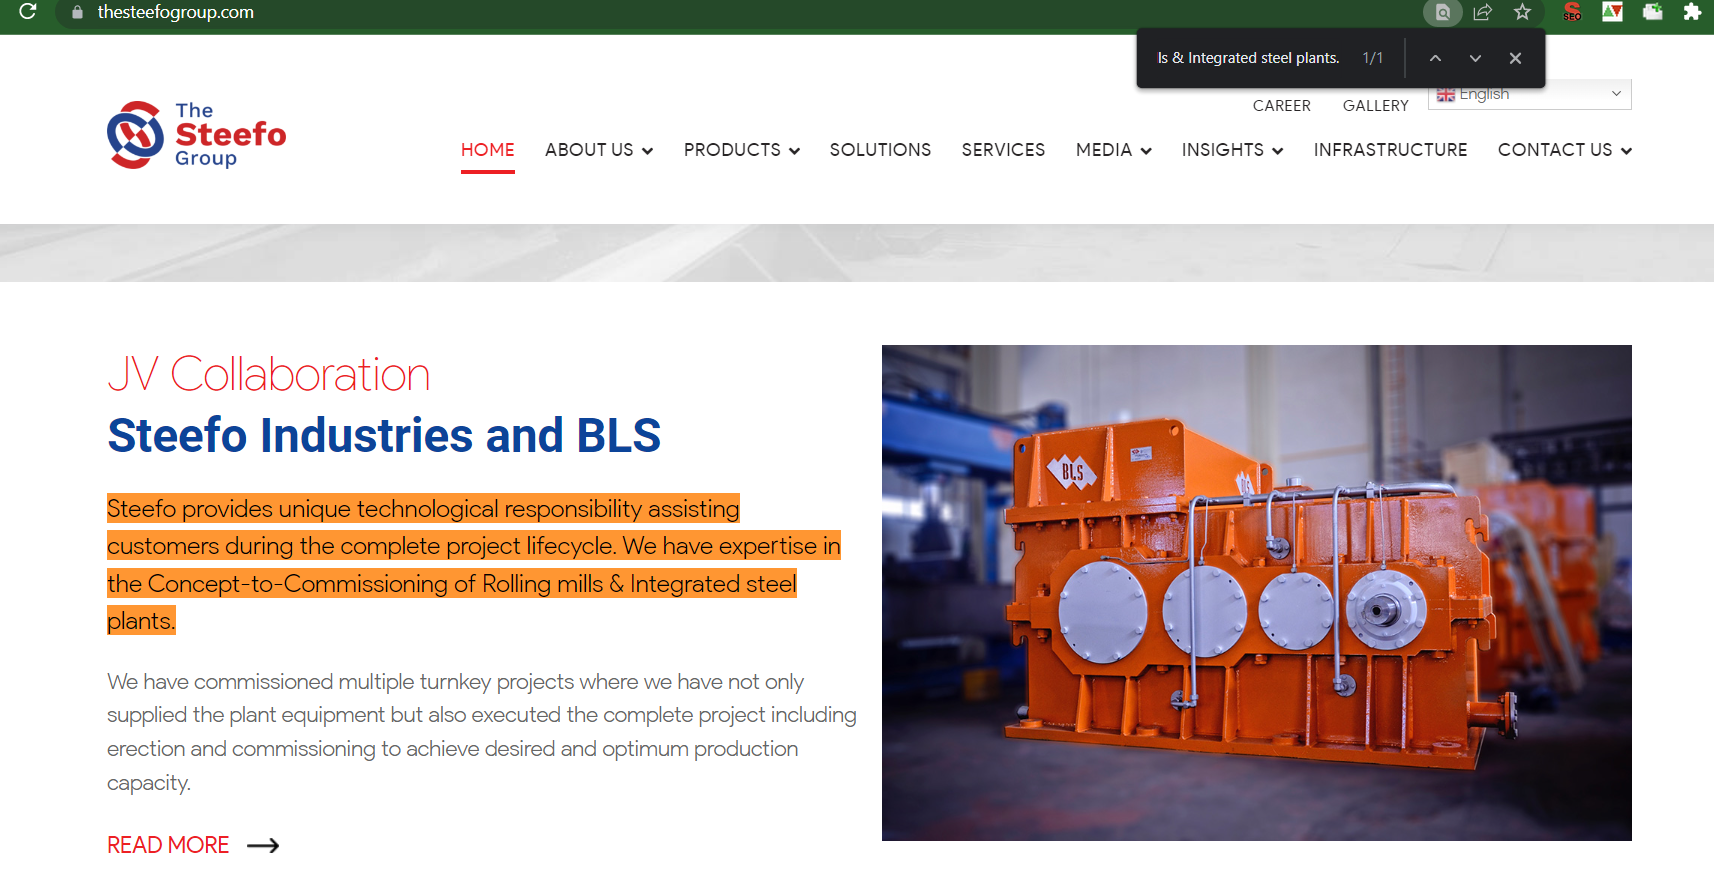 thesteefogroup.com
SEO
ls & Integrated steel plants. 1/1
CAREER GALLERY English
The
Steefo
Group
HOME ABOUT US PRODUCTS SOLUTIONS SERVICES MEDIA INSIGHTS INFRASTRUCTURE CONTACT US
JV Collaboration
Steefo Industries and BLS
Steefo provides unique technological responsibility assisting
customers during the complete project lifecycle. We have expertise in
the Concept-to-Commissioning of Rolling mills & Integrated steel
plants.
We have commissioned multiple turnkey projects where we have not only
supplied the plant equipment but also executed the complete project including
erection and commissioning to achieve desired and optimum production
capacity.
READ MORE
BLS
BLS